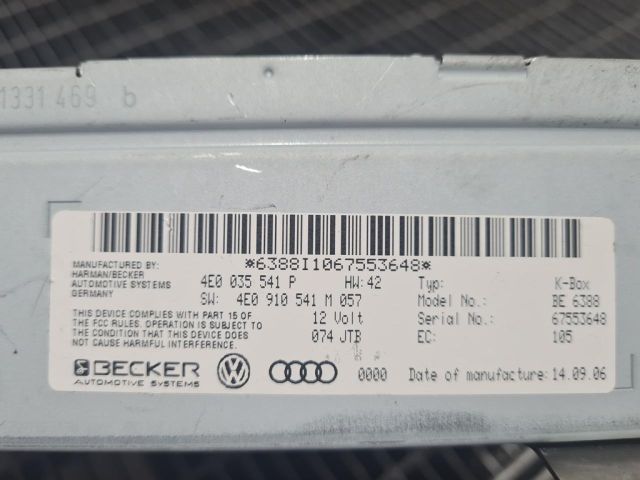 1331 469 b
*6388I1067553648*
MANUFACTURED BY:
HARMAN/BECKER
AUTOMOTIVE SYSTEMS
GERMANY
4E0 035 541 P HW:42
SW: 4E0 910 541 M 057
12 Volt
074 JTB
THIS DEVICE COMPLIES WITH PART 15 OF
THE FCC RULES. OPERATION IS SUBJECT
TO THE CONDITION THAT THIS DEVICE DOES
NOT CAUSE HARMFUL INTERFERENCE.
Typ: K-Box
Model No.: BE 6388
Serial No.: 67553648
EC: 105
BECKER
AUTOMOTIVE SYSTEMS
0000 Date of manufacture: 14.09.06